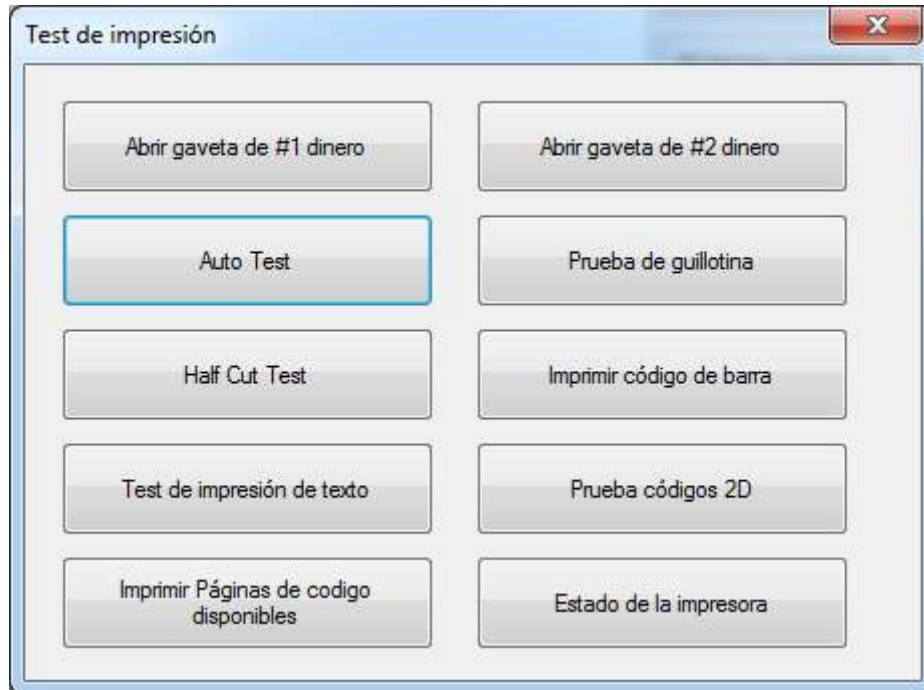 Test de impresión
Abrir gaveta de #1 dinero
Abrir gaveta de #2 dinero
Auto Test
Prueba de guillotina
Half Cut Test
Imprimir código de barra
Test de impresión de texto
Prueba códigos 2D
Imprimir Páginas de codigo
disponibles
Estado de la impresora